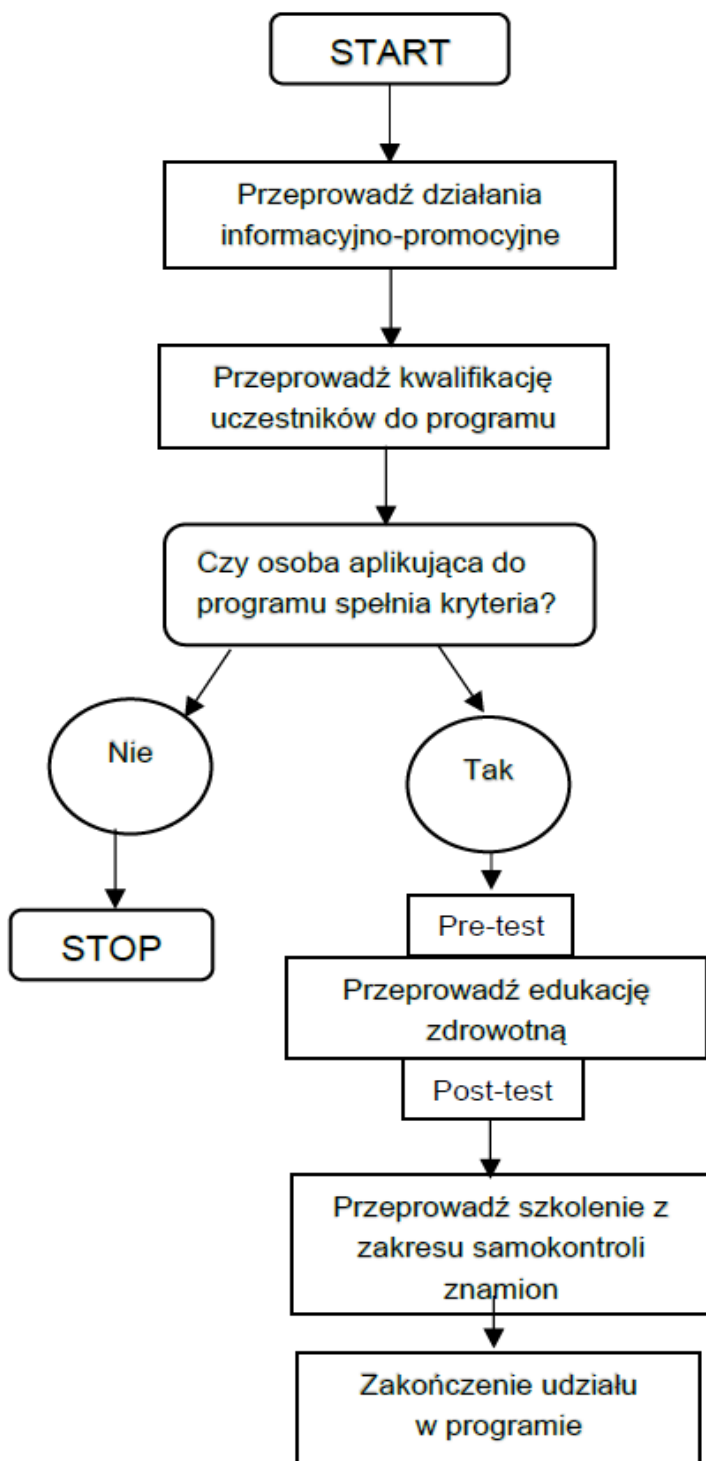 START
Przeprowadź działania
informacyjno-promocyjne
Przeprowadź kwalifikację
uczestników do programu
Czy osoba aplikująca do
programu spełnia kryteria?
Nie
Tak
STOP
Pre-test
Przeprowadź edukację
zdrowotną
Post-test
Przeprowadź szkolenie z
zakresu samokontroli
znamion
Zakończenie udziału
w programie